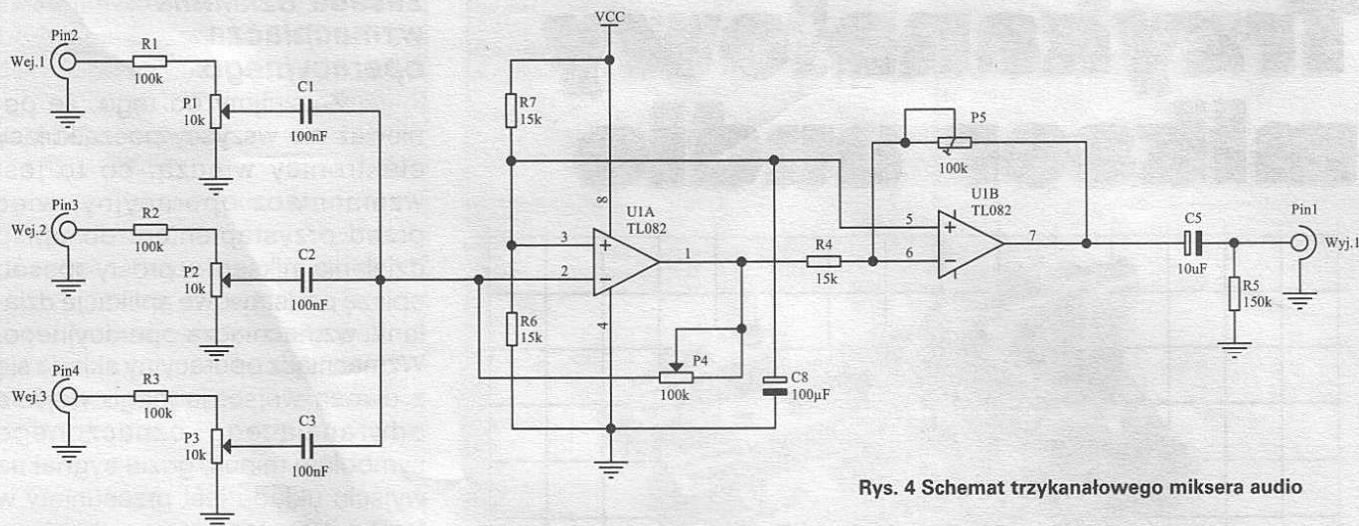 VCC
Pin2
Wej.1
R1
100k
P1
10k
C1
100nF
R7
15k
Pin3
Wej.2
R2
100k
P2
10k
C2
100nF
8
3
2
+
−
U1A
TL082
1
4
R6
15k
P4
100k
C8
100µF
R4
15k
P5
100k
U1B
TL082
5
6
+
−
7
C5
10uF
R5
150k
Pin1
Wyj.1
Pin4
Wej.3
R3
100k
P3
10k
C3
100nF
Rys. 4 Schemat trzykanałowego miksera audio